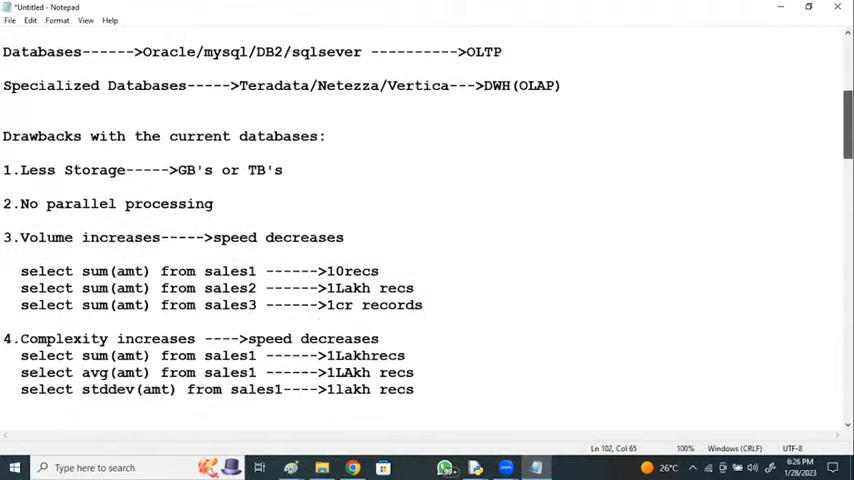 *Untitled - Notepad
File Edit Format View Help
Databases------>Oracle/mysql/DB2/sqlsever ---------->OLTP
Specialized Databases----->Teradata/Netezza/Vertica--->DWH(OLAP)
Drawbacks with the current databases:
1.Less Storage----->GB's or TB's
2.No parallel processing
3.Volume increases----->speed decreases
select sum(amt) from sales1 ------>10recs
select sum(amt) from sales2 ------>1Lakh recs
select sum(amt) from sales3 ------>1cr records
4.Complexity increases ---->speed decreases
select sum(amt) from sales1 ------>1Lakhrecs
select avg(amt) from sales1 ------>1LAkh recs
select stddev(amt) from sales1---->1lakh recs
Ln 102, Col 65 100% Windows (CRLF) UTF-8
Type here to search 99+ 26°C 6:26 PM
1/28/2023